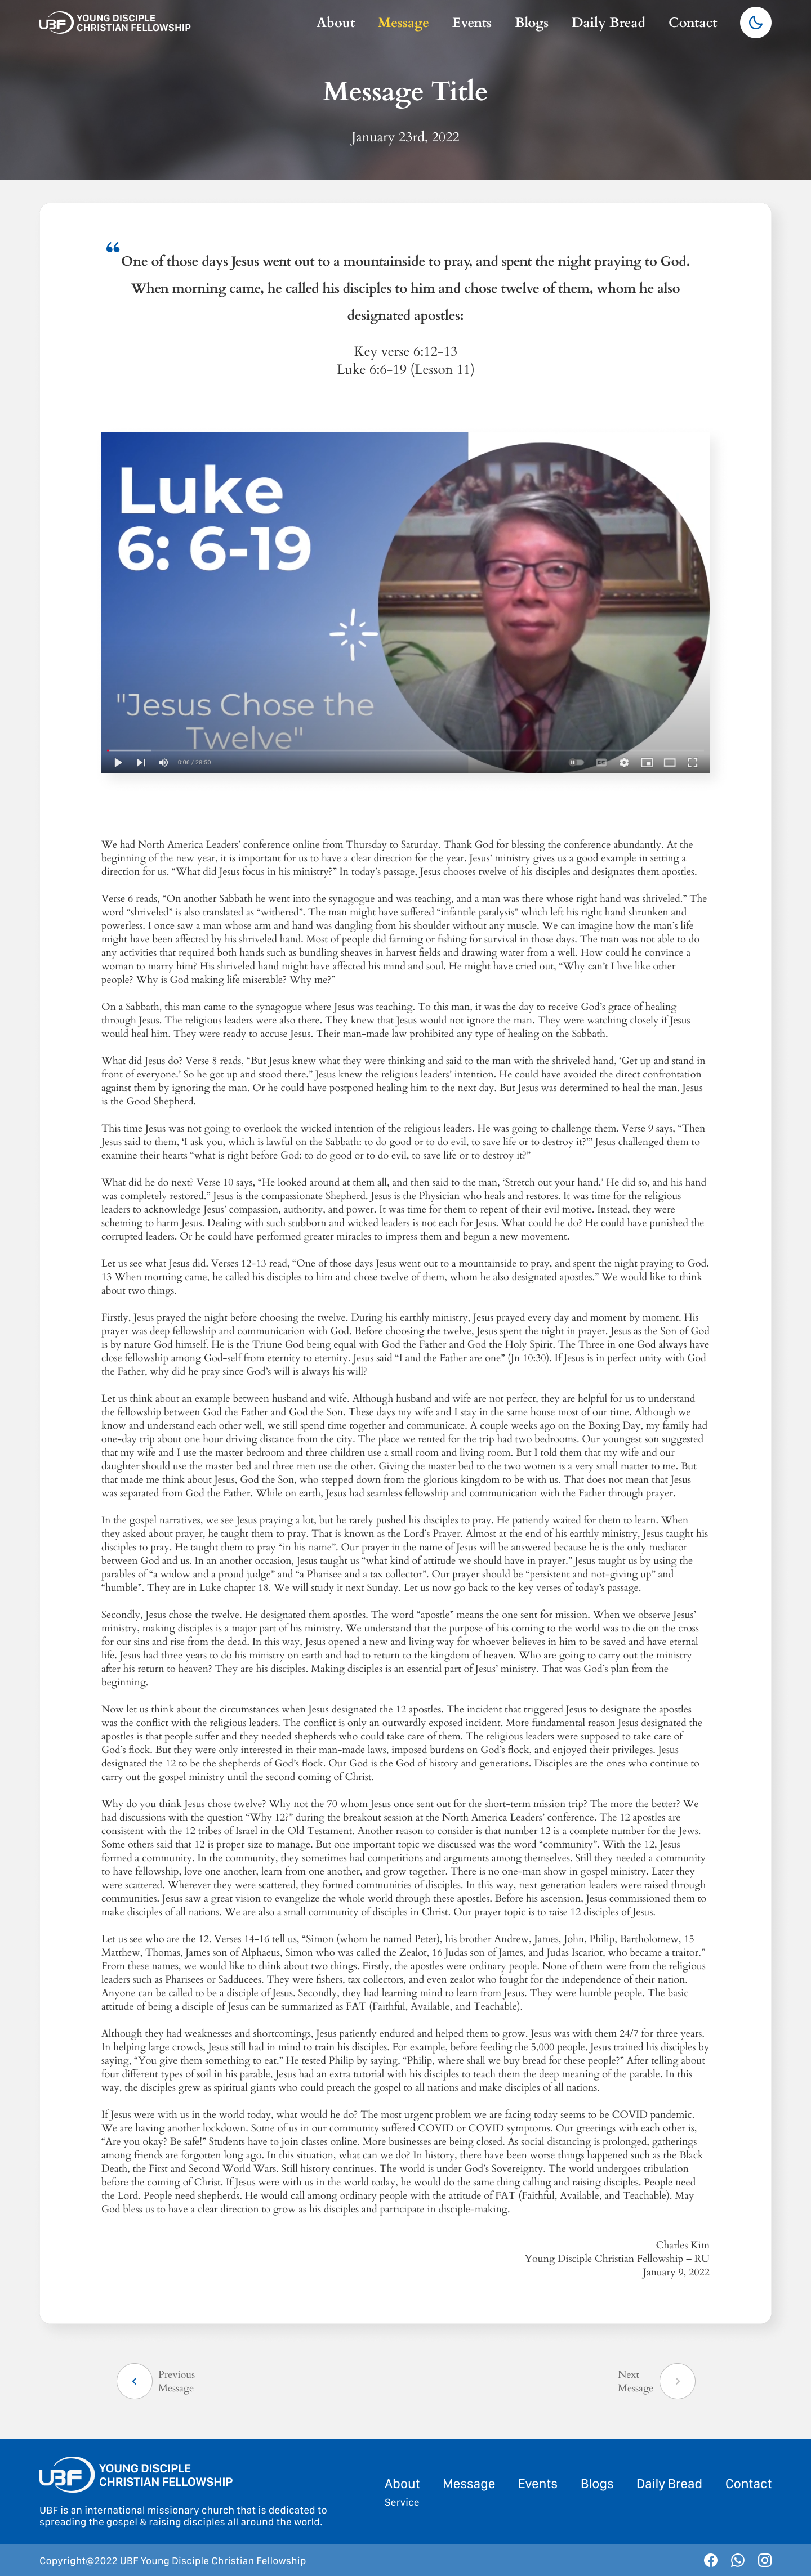 UBF YOUNG DISCIPLE
CHRISTIAN FELLOWSHIP
About Message Events Blogs Daily Bread Contact
Message Title
January 23rd, 2022
“
One of those days Jesus went out to a mountainside to pray, and spent the night praying to God.
When morning came, he called his disciples to him and chose twelve of them, whom he also
designated apostles:
Key verse 6:12-13
Luke 6:6-19 (Lesson 11)
Luke
6: 6-19
"Jesus Chose the
Twelve"
0:06 / 28:50
We had North America Leaders’ conference online from Thursday to Saturday. Thank God for blessing the conference abundantly. At the
beginning of the new year, it is important for us to have a clear direction for the year. Jesus’ ministry gives us a good example in setting a
direction for us. “What did Jesus focus in his ministry?” In today’s passage, Jesus chooses twelve of his disciples and designates them apostles.
Verse 6 reads, “On another Sabbath he went into the synagogue and was teaching, and a man was there whose right hand was shriveled.” The
word “shriveled” is also translated as “withered”. The man might have suffered “infantile paralysis” which left his right hand shrunken and
powerless. I once saw a man whose arm and hand was dangling from his shoulder without any muscle. We can imagine how the man’s life
might have been affected by his shriveled hand. Most of people did farming or fishing for survival in those days. The man was not able to do
any activities that required both hands such as bundling sheaves in harvest fields and drawing water from a well. How could he convince a
woman to marry him? His shriveled hand might have affected his mind and soul. He might have cried out, “Why can’t I live like other
people? Why is God making life miserable? Why me?”
On a Sabbath, this man came to the synagogue where Jesus was teaching. To this man, it was the day to receive God’s grace of healing
through Jesus. The religious leaders were also there. They knew that Jesus would not ignore the man. They were watching closely if Jesus
would heal him. They were ready to accuse Jesus. Their man-made law prohibited any type of healing on the Sabbath.
What did Jesus do? Verse 8 reads, “But Jesus knew what they were thinking and said to the man with the shriveled hand, ‘Get up and stand in
front of everyone.’ So he got up and stood there.” Jesus knew the religious leaders’ intention. He could have avoided the direct confrontation
against them by ignoring the man. Or he could have postponed healing him to the next day. But Jesus was determined to heal the man. Jesus
is the Good Shepherd.
This time Jesus was not going to overlook the wicked intention of the religious leaders. He was going to challenge them. Verse 9 says, “Then
Jesus said to them, ‘I ask you, which is lawful on the Sabbath: to do good or to do evil, to save life or to destroy it?’” Jesus challenged them to
examine their hearts “what is right before God: to do good or to do evil, to save life or to destroy it?”
What did he do next? Verse 10 says, “He looked around at them all, and then said to the man, ‘Stretch out your hand.’ He did so, and his hand
was completely restored.” Jesus is the compassionate Shepherd. Jesus is the Physician who heals and restores. It was time for the religious
leaders to acknowledge Jesus’ compassion, authority, and power. It was time for them to repent of their evil motive. Instead, they were
scheming to harm Jesus. Dealing with such stubborn and wicked leaders is not each for Jesus. What could he do? He could have punished the
corrupted leaders. Or he could have performed greater miracles to impress them and begun a new movement.
Let us see what Jesus did. Verses 12-13 read, “One of those days Jesus went out to a mountainside to pray, and spent the night praying to God.
13 When morning came, he called his disciples to him and chose twelve of them, whom he also designated apostles.” We would like to think
about two things.
Firstly, Jesus prayed the night before choosing the twelve. During his earthly ministry, Jesus prayed every day and moment by moment. His
prayer was deep fellowship and communication with God. Before choosing the twelve, Jesus spent the night in prayer. Jesus as the Son of God
is by nature God himself. He is the Triune God being equal with God the Father and God the Holy Spirit. The Three in one God always have
close fellowship among God-self from eternity to eternity. Jesus said “I and the Father are one” (Jn 10:30). If Jesus is in perfect unity with God
the Father, why did he pray since God’s will is always his will?
Let us think about an example between husband and wife. Although husband and wife are not perfect, they are helpful for us to understand
the fellowship between God the Father and God the Son. These days my wife and I stay in the same house most of our time. Although we
know and understand each other well, we still spend time together and communicate. A couple weeks ago on the Boxing Day, my family had
one-day trip about one hour driving distance from the city. The place we rented for the trip had two bedrooms. Our youngest son suggested
that my wife and I use the master bedroom and three children use a small room and living room. But I told them that my wife and our
daughter should use the master bed and three men use the other. Giving the master bed to the two women is a very small matter to me. But
that made me think about Jesus, God the Son, who stepped down from the glorious kingdom to be with us. That does not mean that Jesus
was separated from God the Father. While on earth, Jesus had seamless fellowship and communication with the Father through prayer.
In the gospel narratives, we see Jesus praying a lot, but he rarely pushed his disciples to pray. He patiently waited for them to learn. When
they asked about prayer, he taught them to pray. That is known as the Lord’s Prayer. Almost at the end of his earthly ministry, Jesus taught his
disciples to pray. He taught them to pray “in his name”. Our prayer in the name of Jesus will be answered because he is the only mediator
between God and us. In an another occasion, Jesus taught us “what kind of attitude we should have in prayer.” Jesus taught us by using the
parables of “a widow and a proud judge” and “a Pharisee and a tax collector”. Our prayer should be “persistent and not-giving up” and
“humble”. They are in Luke chapter 18. We will study it next Sunday. Let us now go back to the key verses of today’s passage.
Secondly, Jesus chose the twelve. He designated them apostles. The word “apostle” means the one sent for mission. When we observe Jesus’
ministry, making disciples is a major part of his ministry. We understand that the purpose of his coming to the world was to die on the cross
for our sins and rise from the dead. In this way, Jesus opened a new and living way for whoever believes in him to be saved and have eternal
life. Jesus had three years to do his ministry on earth and had to return to the kingdom of heaven. Who are going to carry out the ministry
after his return to heaven? They are his disciples. Making disciples is an essential part of Jesus’ ministry. That was God’s plan from the
beginning.
Now let us think about the circumstances when Jesus designated the 12 apostles. The incident that triggered Jesus to designate the apostles
was the conflict with the religious leaders. The conflict is only an outwardly exposed incident. More fundamental reason Jesus designated the
apostles is that people suffer and they needed shepherds who could take care of them. The religious leaders were supposed to take care of
God’s flock. But they were only interested in their man-made laws, imposed burdens on God’s flock, and enjoyed their privileges. Jesus
designated the 12 to be the shepherds of God’s flock. Our God is the God of history and generations. Disciples are the ones who continue to
carry out the gospel ministry until the second coming of Christ.
Why do you think Jesus chose twelve? Why not the 70 whom Jesus once sent out for the short-term mission trip? The more the better? We
had discussions with the question “Why 12?” during the breakout session at the North America Leaders’ conference. The 12 apostles are
consistent with the 12 tribes of Israel in the Old Testament. Another reason to consider is that number 12 is a complete number for the Jews.
Some others said that 12 is proper size to manage. But one important topic we discussed was the word “community”. With the 12, Jesus
formed a community. In the community, they sometimes had competitions and arguments among themselves. Still they needed a community
to have fellowship, love one another, learn from one another, and grow together. There is no one-man show in gospel ministry. Later they
were scattered. Wherever they were scattered, they formed communities of disciples. In this way, next generation leaders were raised through
communities. Jesus saw a great vision to evangelize the whole world through these apostles. Before his ascension, Jesus commissioned them to
make disciples of all nations. We are also a small community of disciples in Christ. Our prayer topic is to raise 12 disciples of Jesus.
Let us see who are the 12. Verses 14-16 tell us, “Simon (whom he named Peter), his brother Andrew, James, John, Philip, Bartholomew, 15
Matthew, Thomas, James son of Alphaeus, Simon who was called the Zealot, 16 Judas son of James, and Judas Iscariot, who became a traitor.”
From these names, we would like to think about two things. Firstly, the apostles were ordinary people. None of them were from the religious
leaders such as Pharisees or Sadducees. They were fishers, tax collectors, and even zealot who fought for the independence of their nation.
Anyone can be called to be a disciple of Jesus. Secondly, they had learning mind to learn from Jesus. They were humble people. The basic
attitude of being a disciple of Jesus can be summarized as FAT (Faithful, Available, and Teachable).
Although they had weaknesses and shortcomings, Jesus patiently endured and helped them to grow. Jesus was with them 24/7 for three years.
In helping large crowds, Jesus still had in mind to train his disciples. For example, before feeding the 5,000 people, Jesus trained his disciples by
saying, “You give them something to eat.” He tested Philip by saying, “Philip, where shall we buy bread for these people?” After telling about
four different types of soil in his parable, Jesus had an extra tutorial with his disciples to teach them the deep meaning of the parable. In this
way, the disciples grew as spiritual giants who could preach the gospel to all nations and make disciples of all nations.
If Jesus were with us in the world today, what would he do? The most urgent problem we are facing today seems to be COVID pandemic.
We are having another lockdown. Some of us in our community suffered COVID or COVID symptoms. Our greetings with each other is,
“Are you okay? Be safe!” Students have to join classes online. More businesses are being closed. As social distancing is prolonged, gatherings
among friends are forgotten long ago. In this situation, what can we do? In history, there have been worse things happened such as the Black
Death, the First and Second World Wars. Still history continues. The world is under God’s Sovereignty. The world undergoes tribulation
before the coming of Christ. If Jesus were with us in the world today, he would do the same thing calling and raising disciples. People need
the Lord. People need shepherds. He would call among ordinary people with the attitude of FAT (Faithful, Available, and Teachable). May
God bless us to have a clear direction to grow as his disciples and participate in disciple-making.
Charles Kim
Young Disciple Christian Fellowship – RU
January 9, 2022
Previous
Message
Next
Message
UBF YOUNG DISCIPLE
CHRISTIAN FELLOWSHIP
UBF is an international missionary church that is dedicated to
spreading the gospel & raising disciples all around the world.
About Message Events Blogs Daily Bread Contact
Service
Copyright@2022 UBF Young Disciple Christian Fellowship